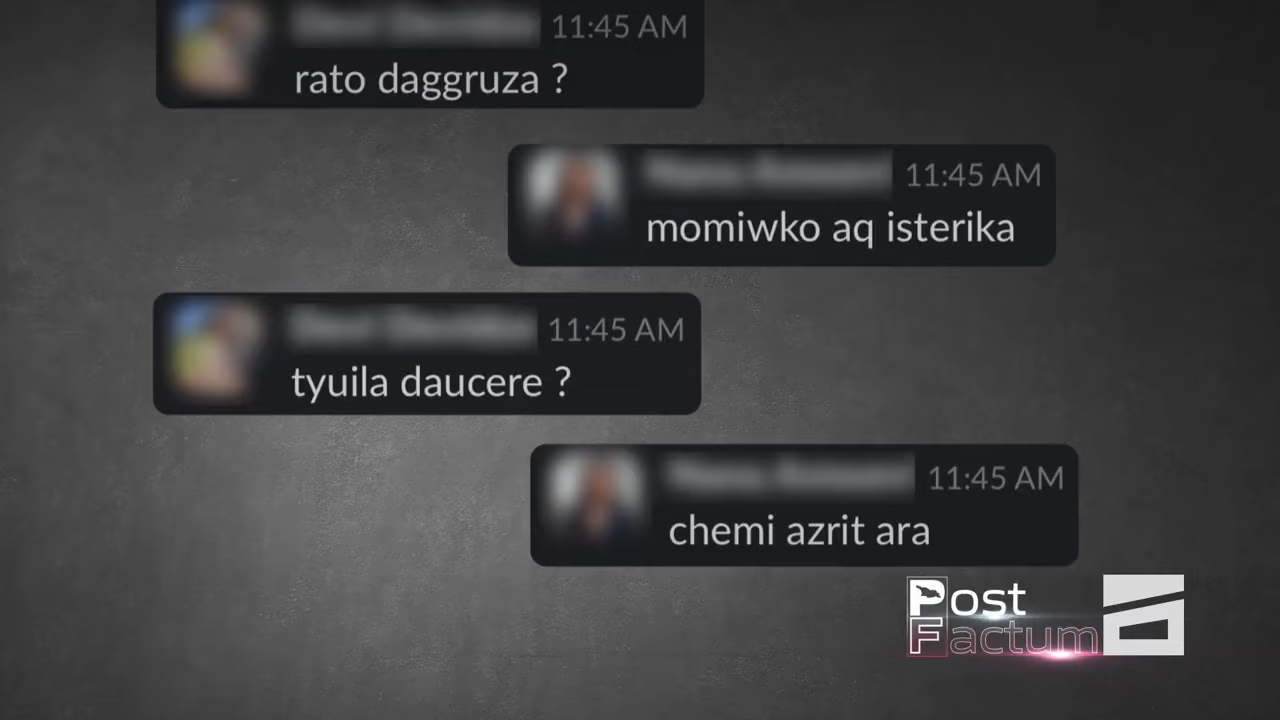 11:45 AM
rato daggruza ?
11:45 AM
momiwko aq isterika
11:45 AM
tyuila daucere ?
11:45 AM
chemi azrit ara
Post
Factum